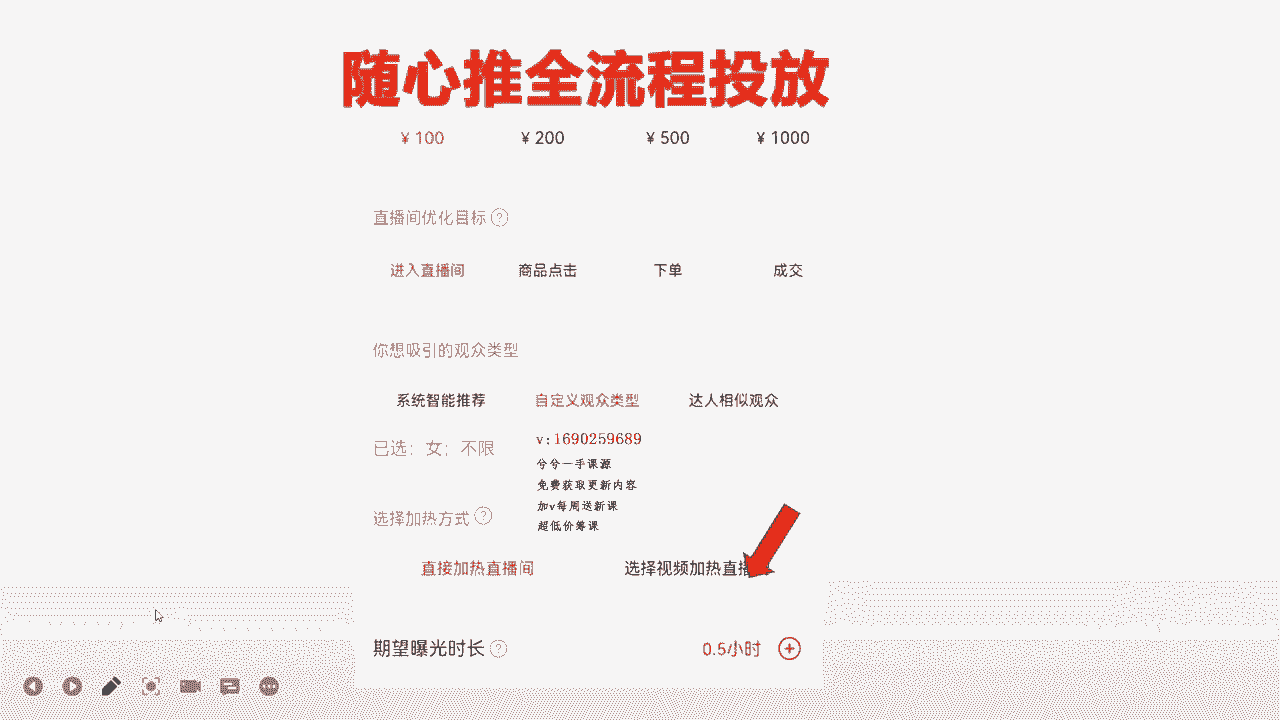 随心推全流程投放
¥ 100 ¥ 200 ¥ 500 ¥ 1000
直播间优化目标 ?
进入直播间 商品点击 下单 成交
你想吸引的观众类型
系统智能推荐 自定义观众类型 达人相似观众
已选：女；不限
v:1690259689
兮兮一手课源
免费获取更新内容
加v每周送新课
超低价筹课
选择加热方式 ?
直接加热直播间 选择视频加热直播
期望曝光时长 ? 0.5小时